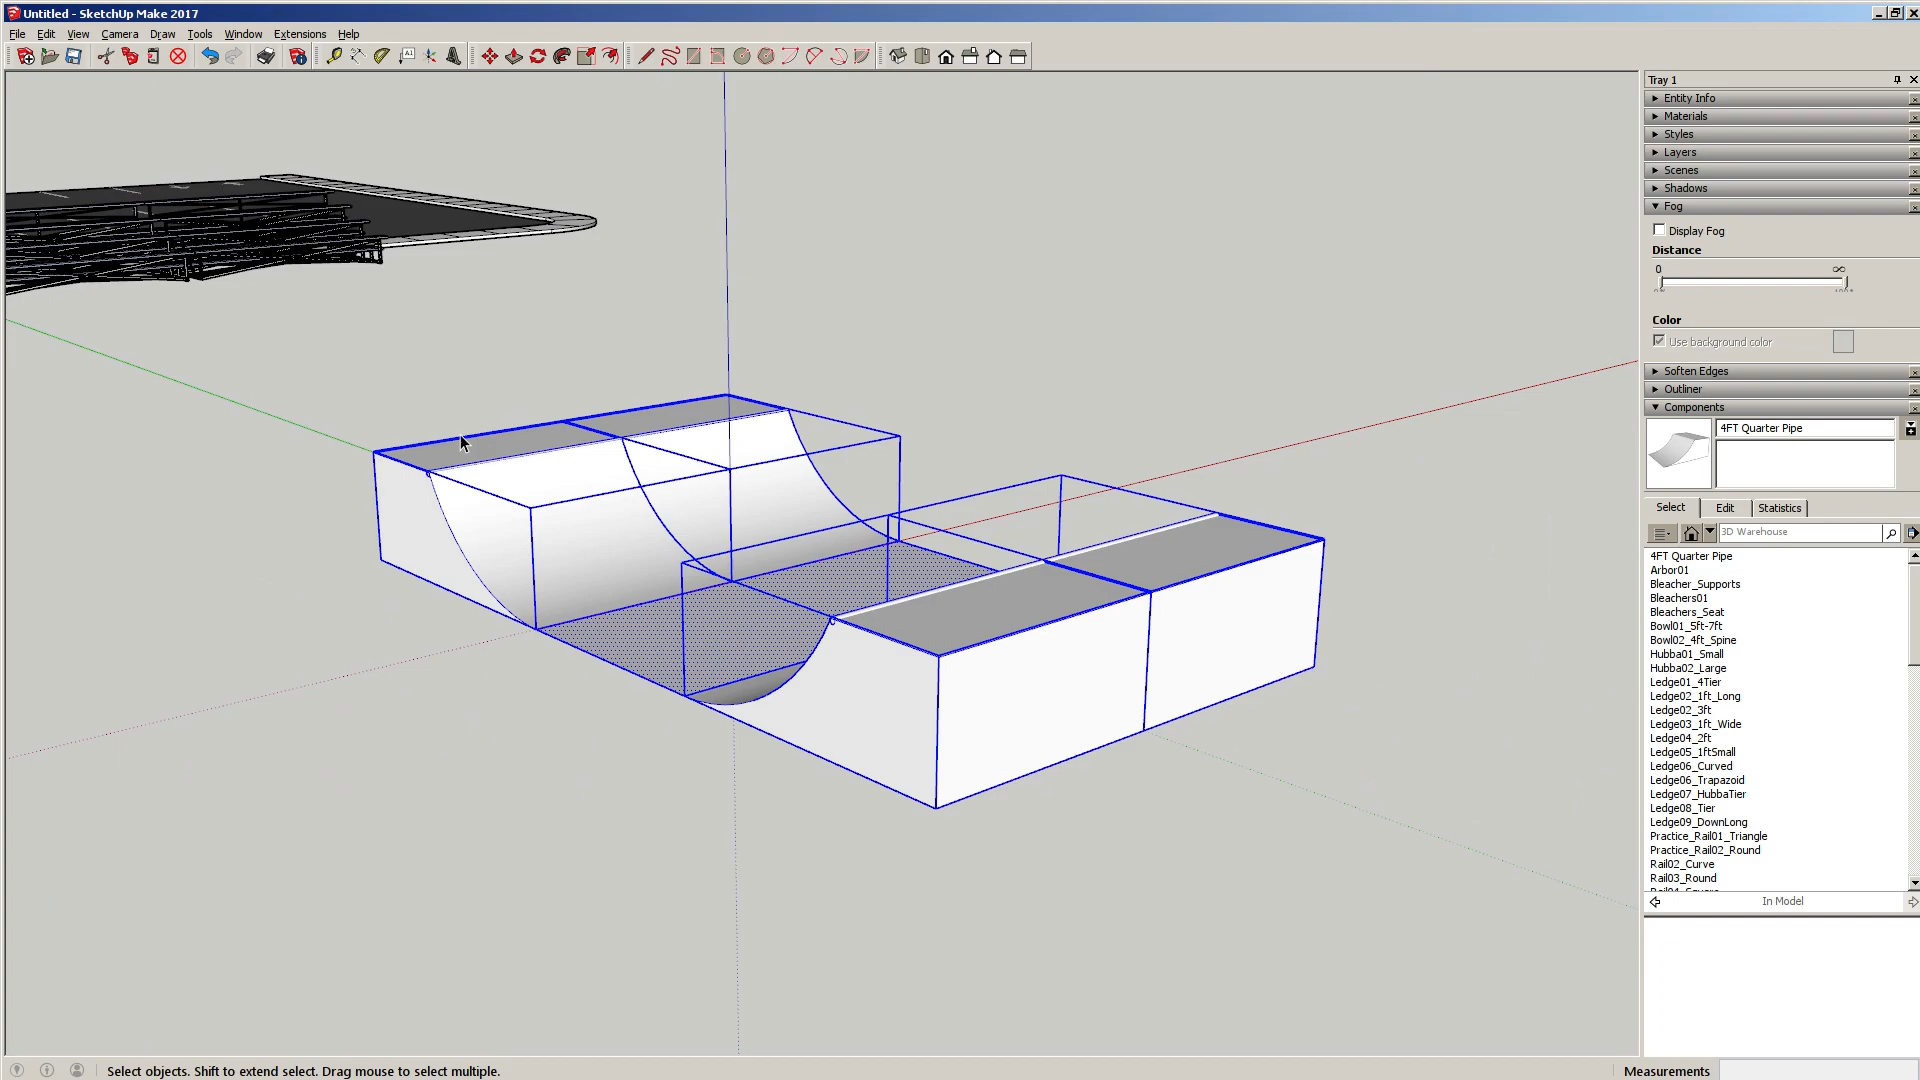 Untitled - SketchUp Make 2017
File Edit View Camera Draw Tools Window Extensions Help
Tray 1
Entity Info
Materials
Styles
Layers
Scenes
Shadows
Fog
Display Fog
Distance
0 ∞
Color
Use background color
Soften Edges
Outliner
Components
4FT Quarter Pipe
Select Edit Statistics
3D Warehouse
4FT Quarter Pipe
Arbor01
Bleacher_Supports
Bleachers01
Bleachers_Seat
Bowl01_5ft-7ft
Bowl02_4ft_Spine
Hubba01_Small
Hubba02_Large
Ledge01_4Tier
Ledge02_1ft_Long
Ledge02_3ft
Ledge03_1ft_Wide
Ledge04_2ft
Ledge05_1ftSmall
Ledge06_Curved
Ledge06_Trapazoid
Ledge07_HubbaTier
Ledge08_Tier
Ledge09_DownLong
Practice_Rail01_Triangle
Practice_Rail02_Round
Rail02_Curve
Rail03_Round
In Model
Select objects. Shift to extend select. Drag mouse to select multiple.
Measurements